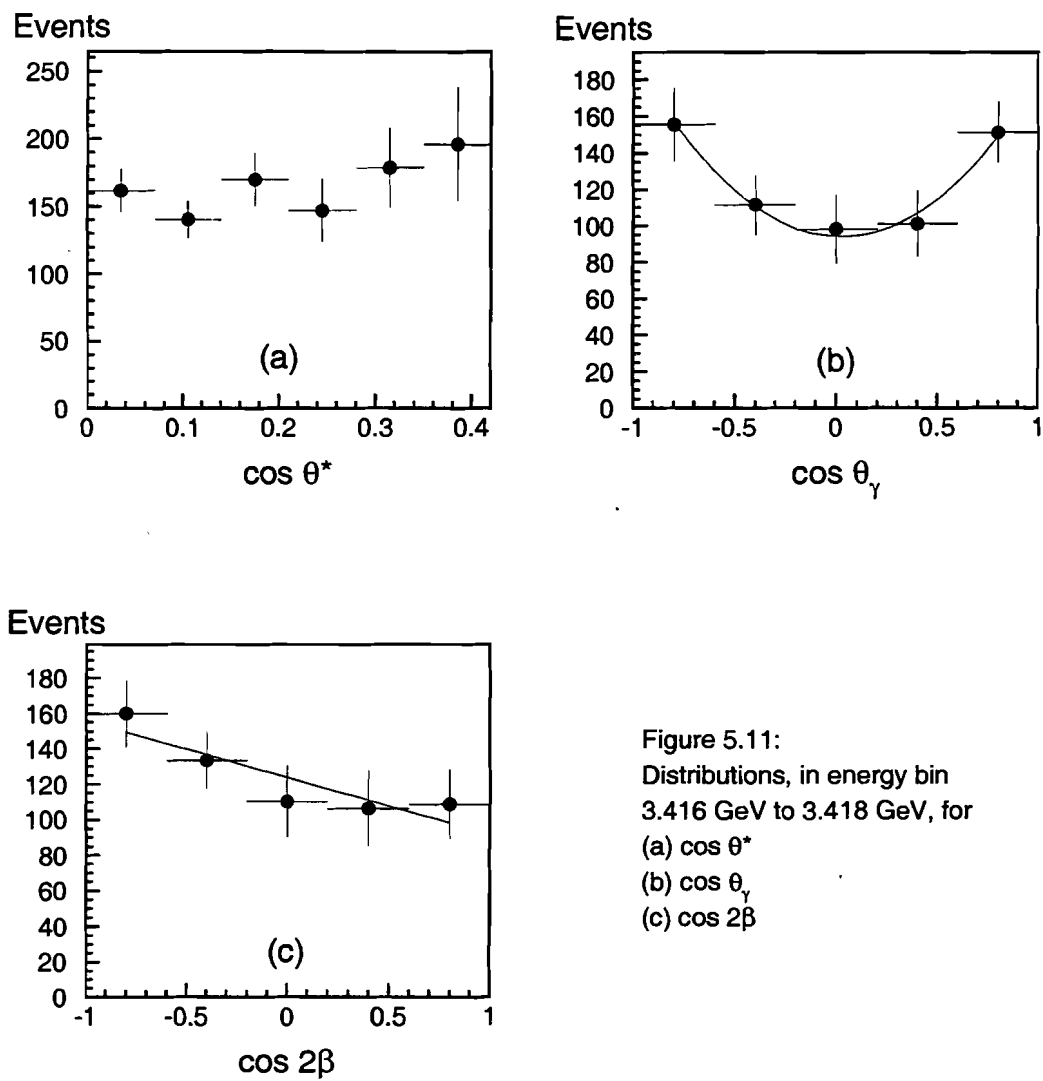 Events
250
200
150
100
50
0
0 0.1 0.2 0.3 0.4
(a)
cos θ*
Events
180
160
140
120
100
80
60
40
20
0
-1 -0.5 0 0.5 1
(b)
cos θγ
Events
180
160
140
120
100
80
60
40
20
0
-1 -0.5 0 0.5 1
(c)
cos 2β
Figure 5.11:
Distributions, in energy bin
3.416 GeV to 3.418 GeV, for
(a) cos θ*
(b) cos θγ
(c) cos 2β